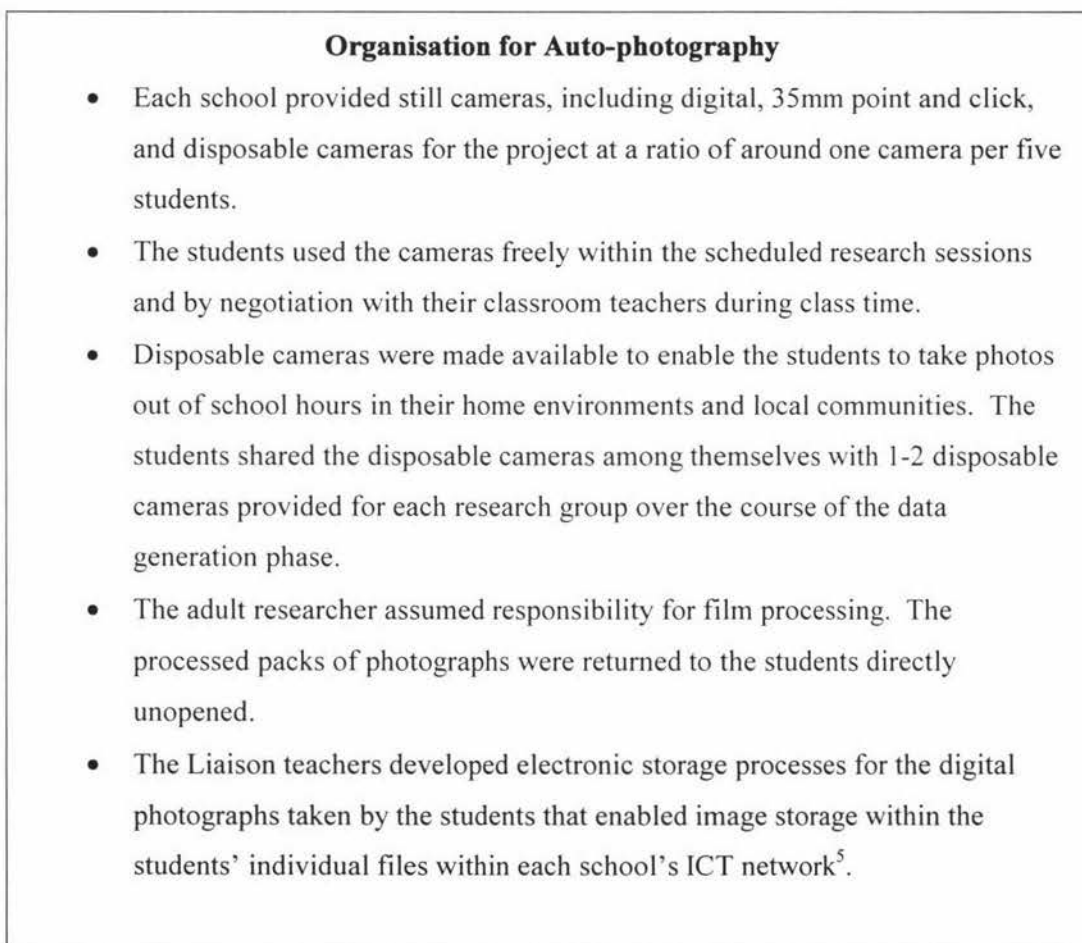 Organisation for Auto-photography
• Each school provided still cameras, including digital, 35mm point and click,
and disposable cameras for the project at a ratio of around one camera per five
students.
• The students used the cameras freely within the scheduled research sessions
and by negotiation with their classroom teachers during class time.
• Disposable cameras were made available to enable the students to take photos
out of school hours in their home environments and local communities.  The
students shared the disposable cameras among themselves with 1-2 disposable
cameras provided for each research group over the course of the data
generation phase.
• The adult researcher assumed responsibility for film processing.  The
processed packs of photographs were returned to the students directly
unopened.
• The Liaison teachers developed electronic storage processes for the digital
photographs taken by the students that enabled image storage within the
students’ individual files within each school’s ICT network⁵.